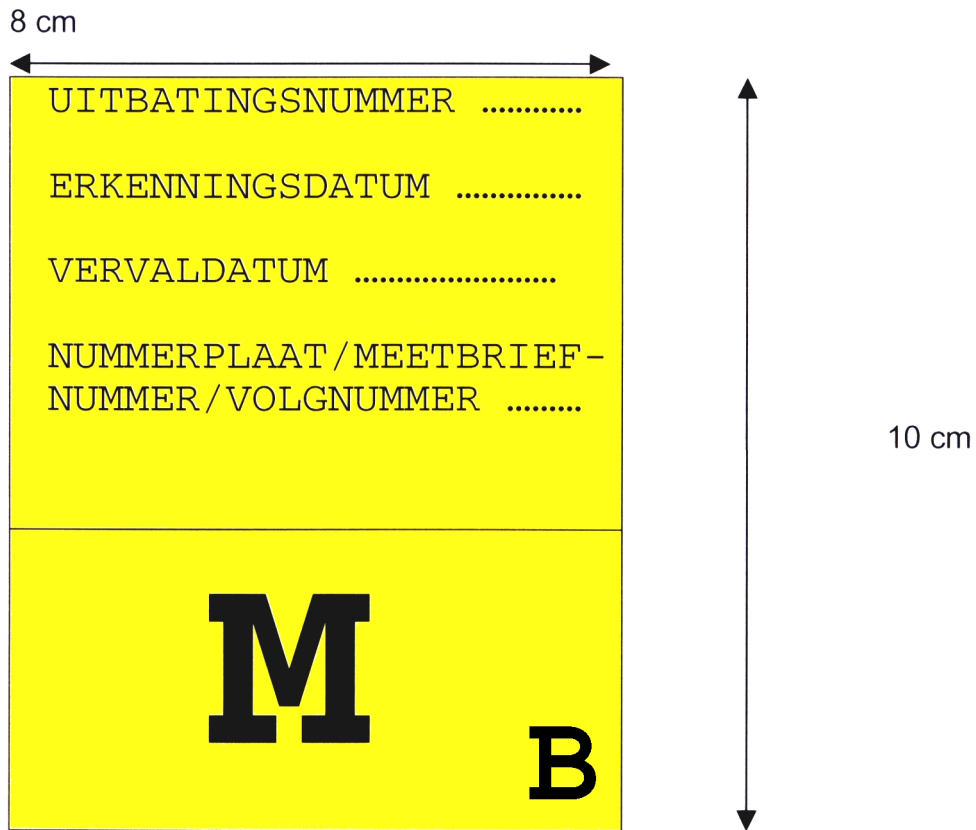 8 cm
UITBATINGSNUMMER ............
ERKENNINGSDATUM ...............
VERVALDATUM ........................
NUMMERPLAAT/MEETBRIEF-
NUMMER/VOLGNUMMER .........
10 cm
M
B